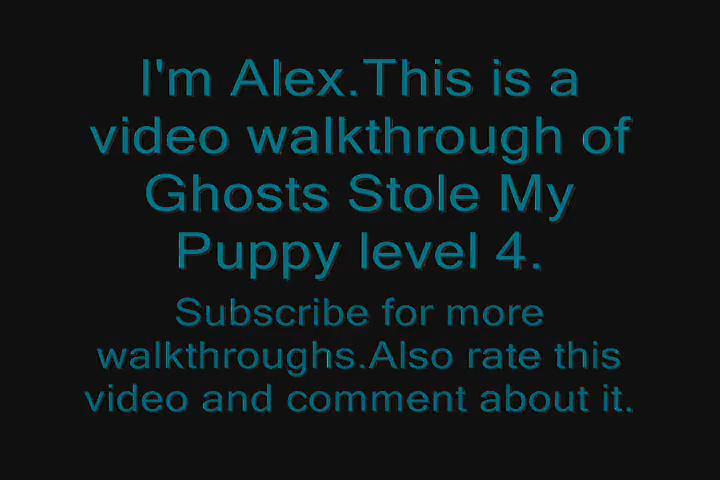 I'm Alex.This is a
video walkthrough of
Ghosts Stole My
Puppy level 4.
Subscribe for more
walkthroughs.Also rate this
video and comment about it.